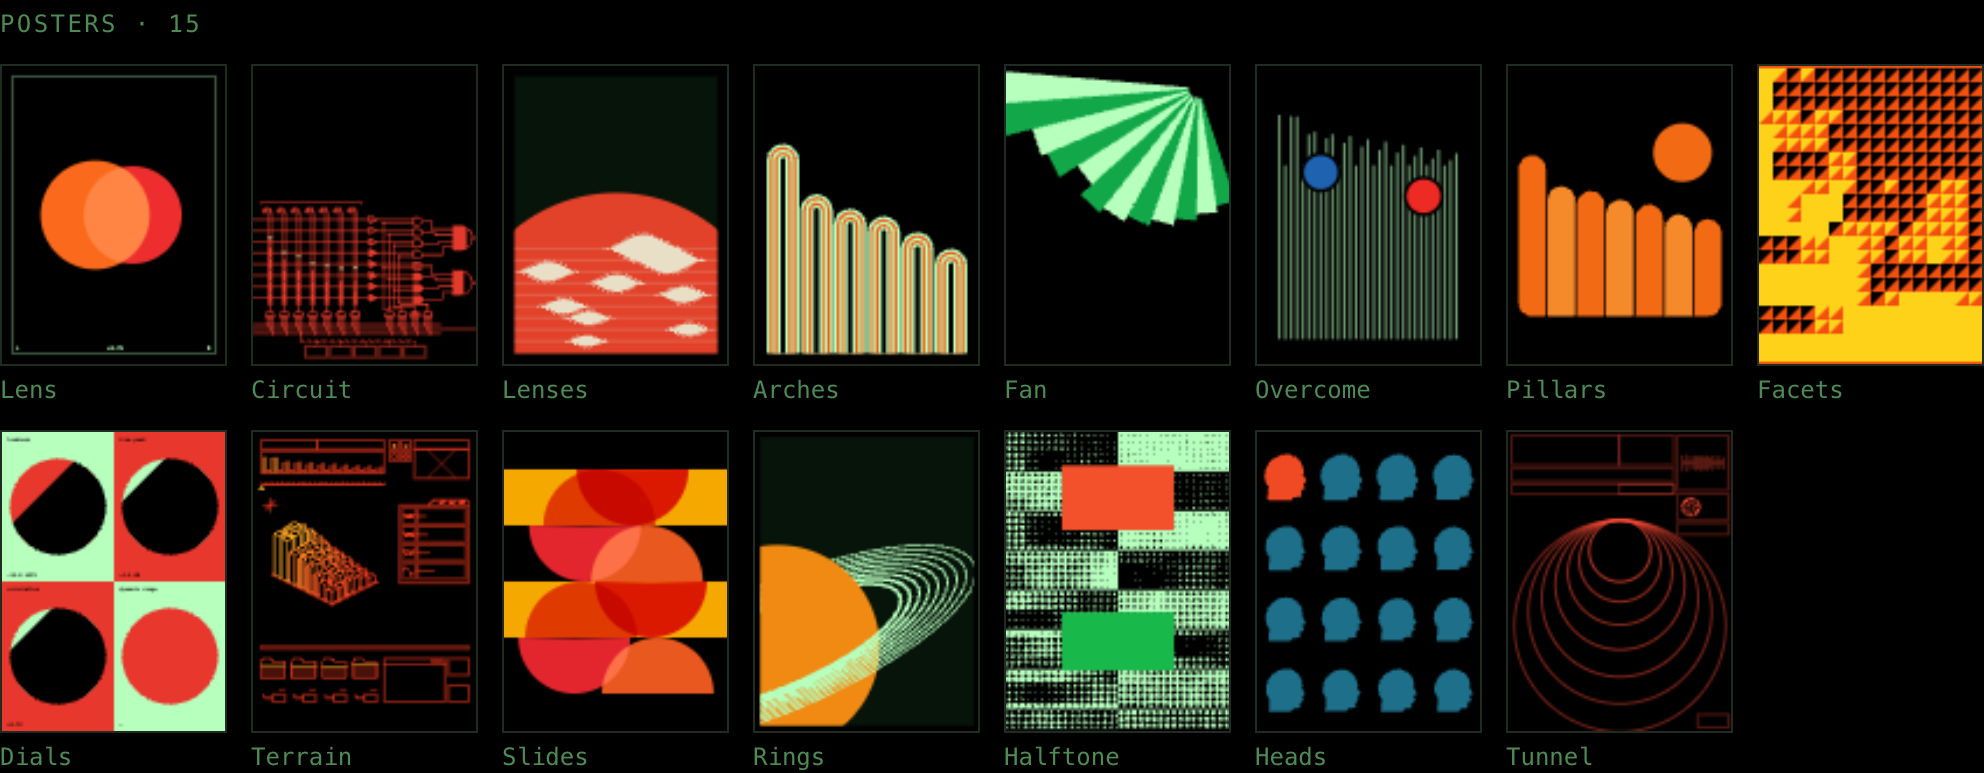 POSTERS · 15
Lens
Circuit
Lenses
Arches
Fan
Overcome
Pillars
Facets
Dials
Terrain
Slides
Rings
Halftone
Heads
Tunnel